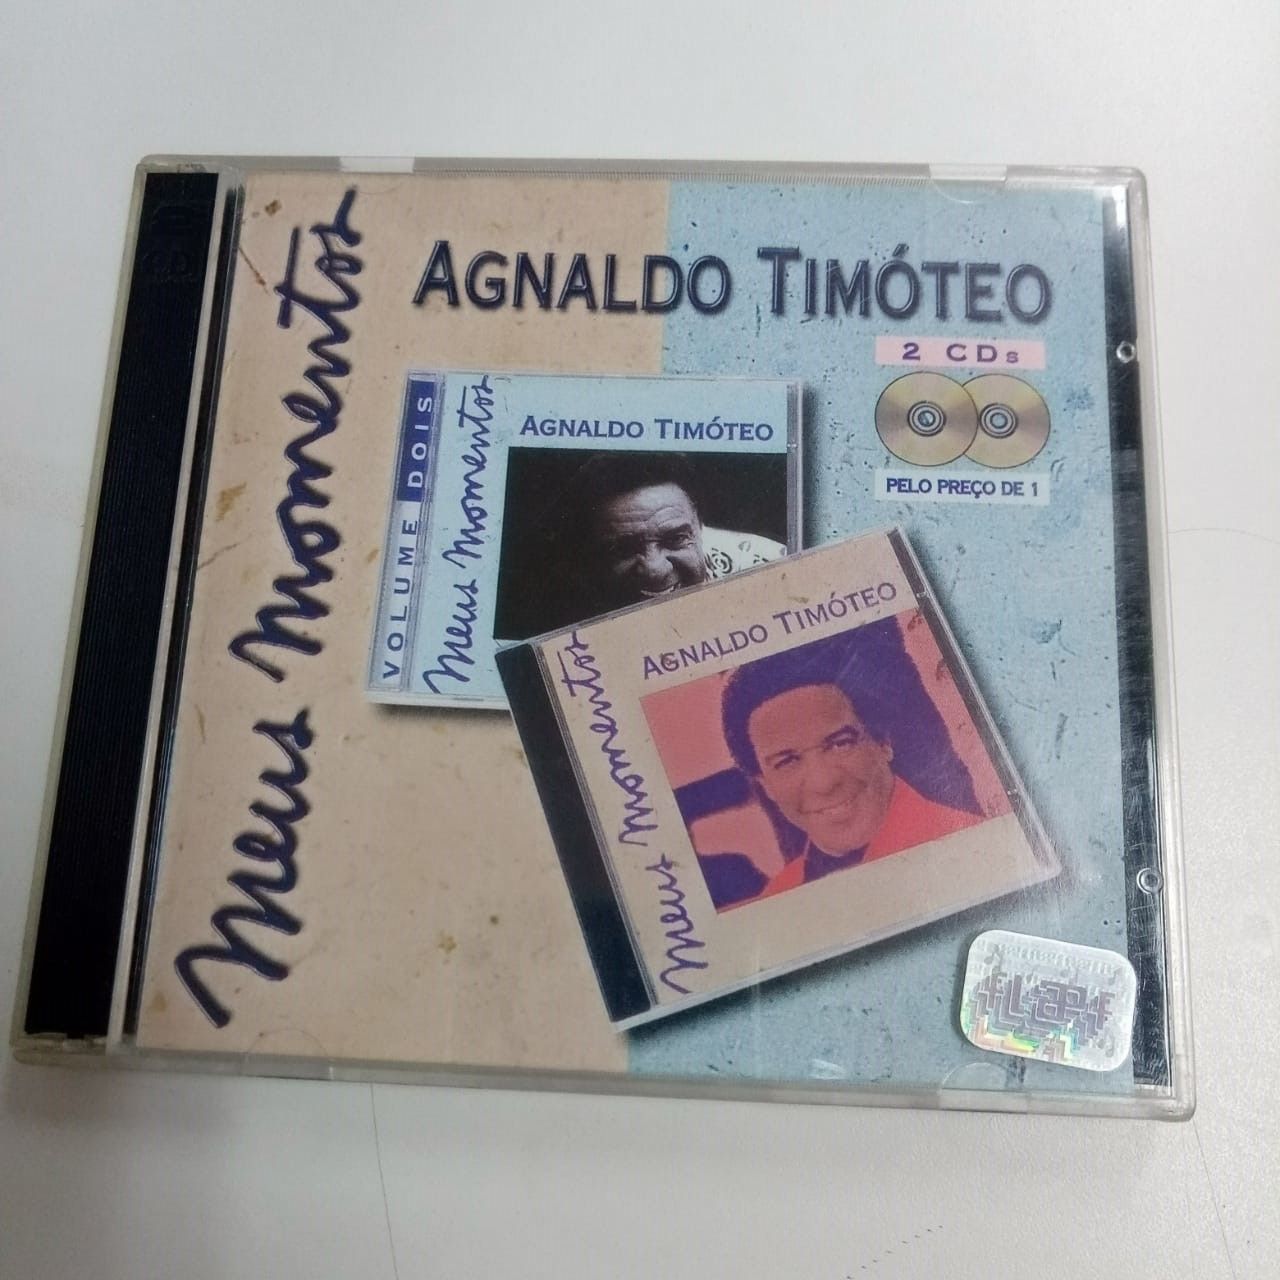 Meus Momentos
AGNALDO TIMÓTEO
2 CDs
PELO PREÇO DE 1
VOLUME DOIS
Meus Momentos
AGNALDO TIMÓTEO
Meus Momentos
AGNALDO TIMÓTEO